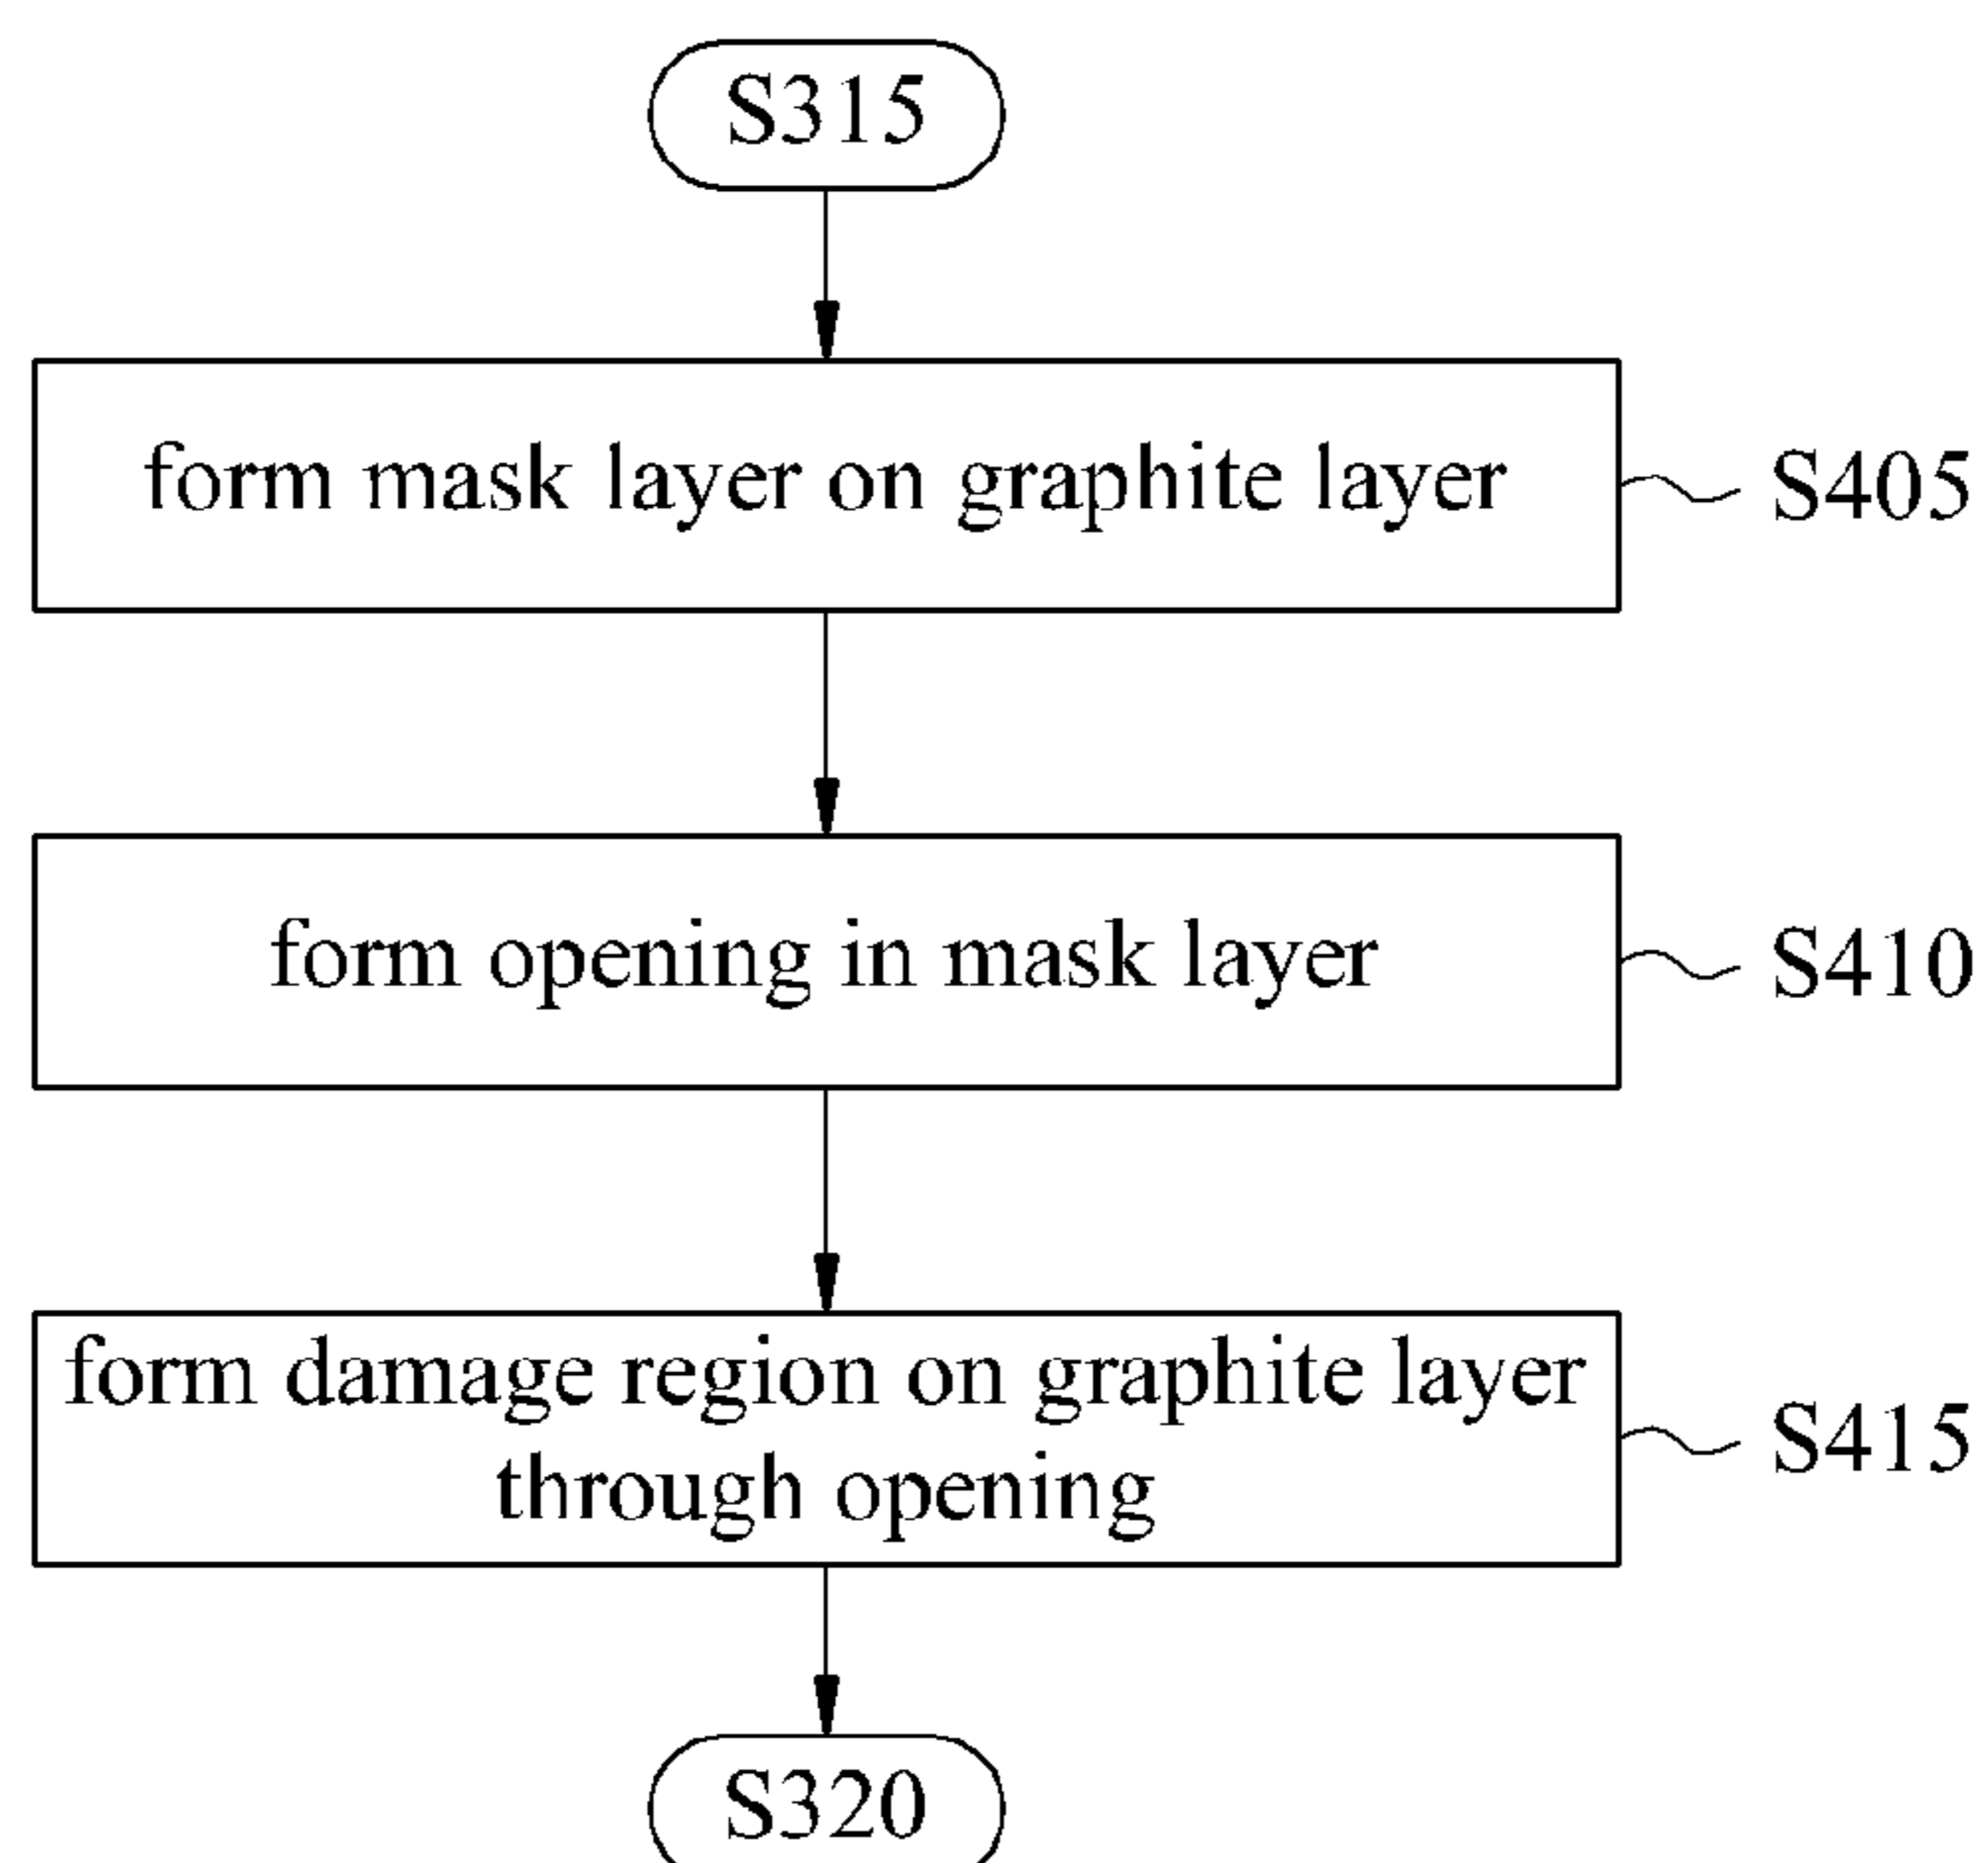 S315
form mask layer on graphite layer
S405
form opening in mask layer
S410
form damage region on graphite layer
through opening
S415
S320